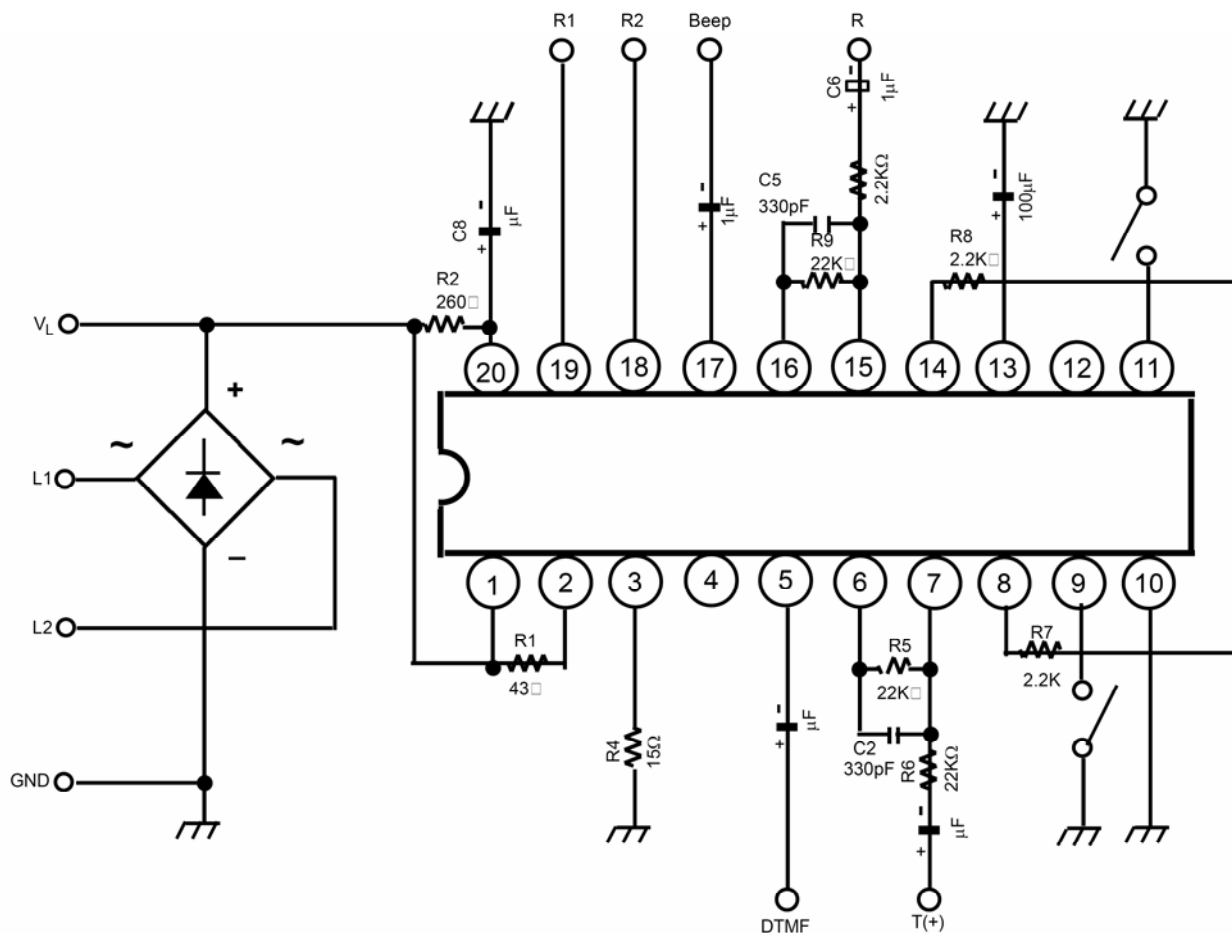 R1
R2
Beep
R
-
C6
1µF
+
-
C8
µF
+
-
1µF
+
C5
330pF
2.2KΩ
R9
22K□
-
100µF
+
R8
2.2K□
R2
260□
VL
20
19
18
17
16
15
14
13
12
11
+
~
~
L1
–
L2
GND
1
2
3
4
5
6
7
8
9
10
R1
43□
R4
15Ω
-
µF
+
R5
22K□
C2
330pF
R6
22KΩ
-
µF
+
R7
2.2K
DTMF
T(+)